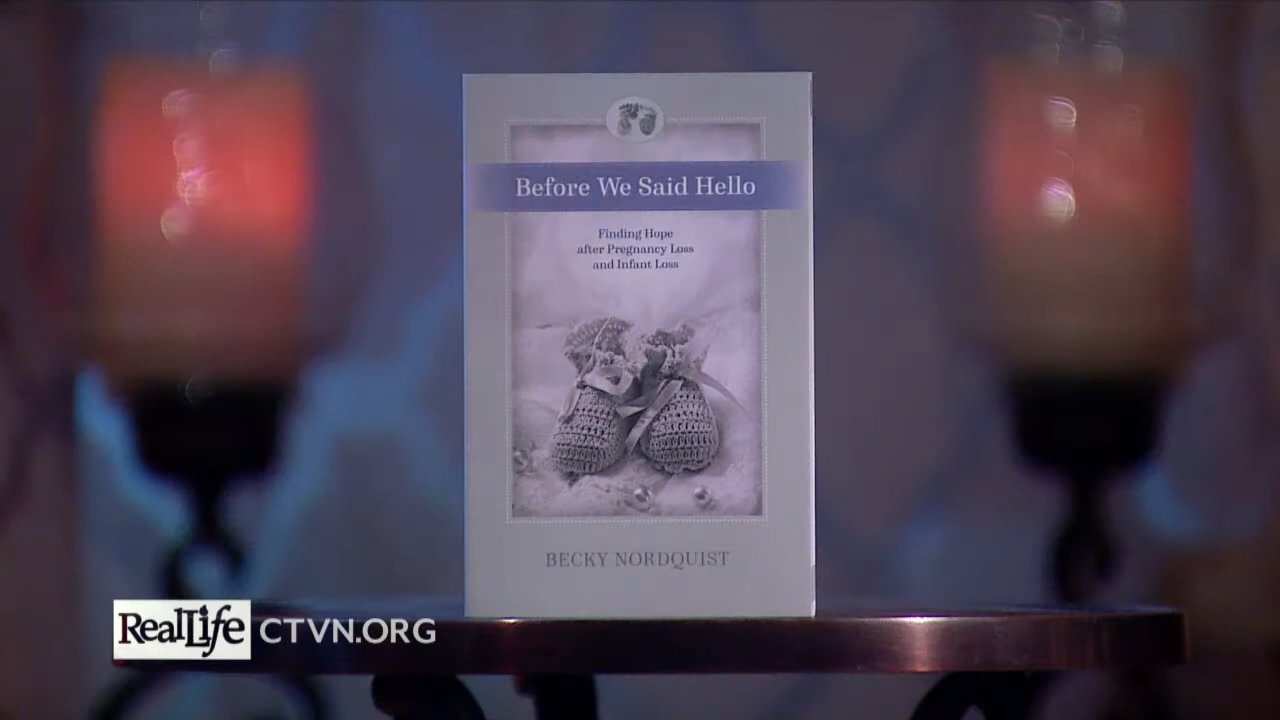 Before We Said Hello
Finding Hope
after Pregnancy Loss
and Infant Loss
BECKY NORDQUIST
RealLife CTVN.ORG